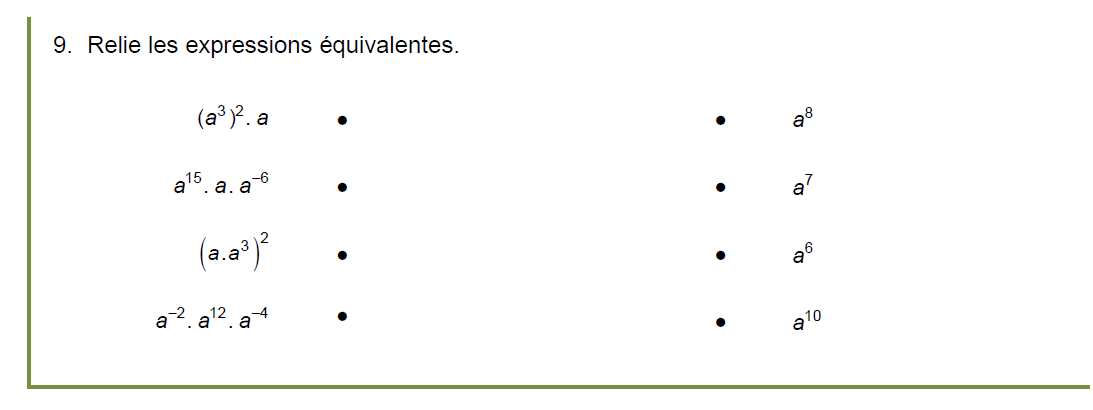 9. Relie les expressions équivalentes.
(a³)². a • • a⁸
a¹⁵. a. a⁻⁶ • • a⁷
(a.a³)² • • a⁶
a⁻². a¹². a⁻⁴ • • a¹⁰